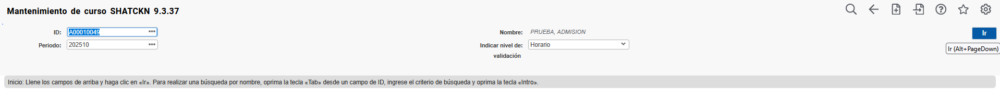 Mantenimiento de curso SHATCKN 9.3.37
ID: A00010049 Nombre: PRUEBA, ADMISION Ir
Periodo: 202510 Indicar nivel de: Horario
validación
Ir (Alt+PageDown)
Inicio: Llene los campos de arriba y haga clic en «Ir». Para realizar una búsqueda por nombre, oprima la tecla «Tab» desde un campo de ID, ingrese el criterio de búsqueda y oprima la tecla «Intro».